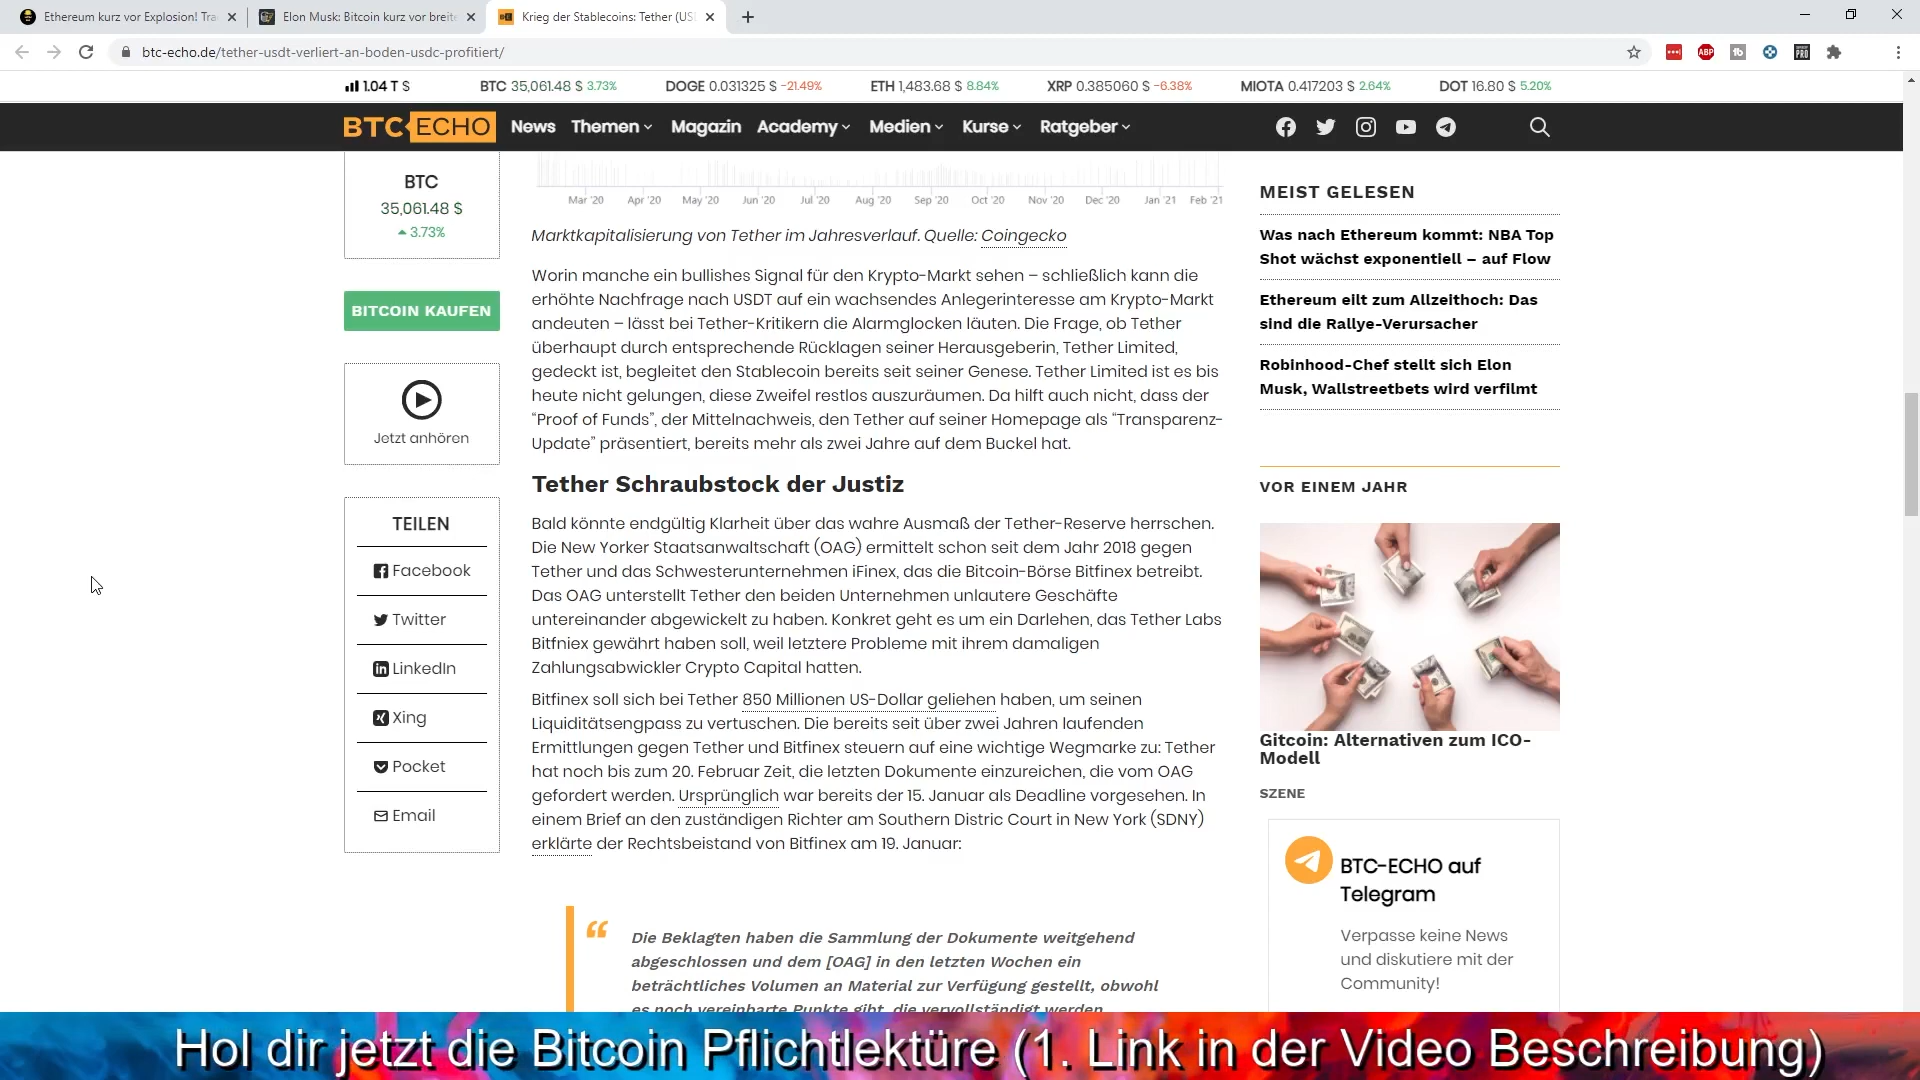 Ethereum kurz vor Explosion! Tra
Elon Musk: Bitcoin kurz vor breite
Krieg der Stablecoins: Tether (US
btc-echo.de/tether-usdt-verliert-an-boden-usdc-profitiert/
ABP
1.04 T $
BTC 35,061.48 $ 3.73%
DOGE 0.031325 $ -21.49%
ETH 1,483.68 $ 8.84%
XRP 0.385060 $ -6.38%
MIOTA 0.417203 $ 2.64%
DOT 16.80 $ 5.20%
BTC ECHO
News Themen Magazin Academy Medien Kurse Ratgeber
BTC
35,061.48 $
3.73%
BITCOIN KAUFEN
Jetzt anhören
TEILEN
Facebook
Twitter
LinkedIn
Xing
Pocket
Email
Mar '20 Apr '20 May '20 Jun '20 Jul '20 Aug '20 Sep '20 Oct '20 Nov '20 Dec '20 Jan '21 Feb '21
Marktkapitalisierung von Tether im Jahresverlauf. Quelle: Coingecko
Worin manche ein bullishes Signal für den Krypto-Markt sehen – schließlich kann die
erhöhte Nachfrage nach USDT auf ein wachsendes Anlegerinteresse am Krypto-Markt
andeuten – lässt bei Tether-Kritikern die Alarmglocken läuten. Die Frage, ob Tether
überhaupt durch entsprechende Rücklagen seiner Herausgeberin, Tether Limited,
gedeckt ist, begleitet den Stablecoin bereits seit seiner Genese. Tether Limited ist es bis
heute nicht gelungen, diese Zweifel restlos auszuräumen. Da hilft auch nicht, dass der
“Proof of Funds”, der Mittelnachweis, den Tether auf seiner Homepage als “Transparenz-
Update” präsentiert, bereits mehr als zwei Jahre auf dem Buckel hat.
Tether Schraubstock der Justiz
Bald könnte endgültig Klarheit über das wahre Ausmaß der Tether-Reserve herrschen.
Die New Yorker Staatsanwaltschaft (OAG) ermittelt schon seit dem Jahr 2018 gegen
Tether und das Schwesterunternehmen iFinex, das die Bitcoin-Börse Bitfinex betreibt.
Das OAG unterstellt Tether den beiden Unternehmen unlautere Geschäfte
untereinander abgewickelt zu haben. Konkret geht es um ein Darlehen, das Tether Labs
Bitfniex gewährt haben soll, weil letztere Probleme mit ihrem damaligen
Zahlungsabwickler Crypto Capital hatten.
Bitfinex soll sich bei Tether 850 Millionen US-Dollar geliehen haben, um seinen
Liquiditätsengpass zu vertuschen. Die bereits seit über zwei Jahren laufenden
Ermittlungen gegen Tether und Bitfinex steuern auf eine wichtige Wegmarke zu: Tether
hat noch bis zum 20. Februar Zeit, die letzten Dokumente einzureichen, die vom OAG
gefordert werden. Ursprünglich war bereits der 15. Januar als Deadline vorgesehen. In
einem Brief an den zuständigen Richter am Southern Distric Court in New York (SDNY)
erklärte der Rechtsbeistand von Bitfinex am 19. Januar:
“ Die Beklagten haben die Sammlung der Dokumente weitgehend
abgeschlossen und dem [OAG] in den letzten Wochen ein
beträchtliches Volumen an Material zur Verfügung gestellt, obwohl
es noch vereinbarte Punkte gibt, die vervollständigt werden
MEIST GELESEN
Was nach Ethereum kommt: NBA Top
Shot wächst exponentiell – auf Flow
Ethereum eilt zum Allzeithoch: Das
sind die Rallye-Verursacher
Robinhood-Chef stellt sich Elon
Musk, Wallstreetbets wird verfilmt
VOR EINEM JAHR
Gitcoin: Alternativen zum ICO-
Modell
SZENE
BTC-ECHO auf
Telegram
Verpasse keine News
und diskutiere mit der
Community!
Hol dir jetzt die Bitcoin Pflichtlektüre (1. Link in der Video Beschreibung)